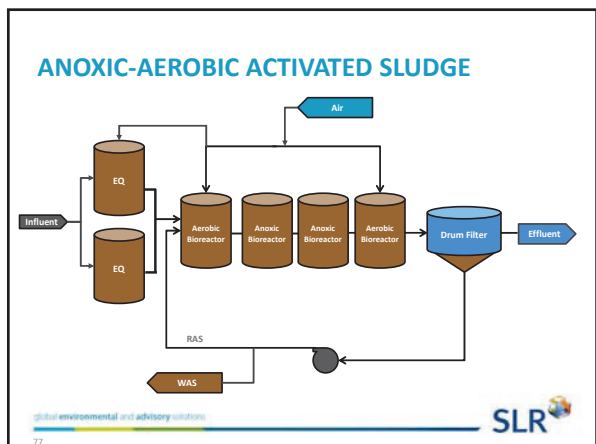 ANOXIC-AEROBIC ACTIVATED SLUDGE
Air
EQ
Influent
EQ
Aerobic
Bioreactor
Anoxic
Bioreactor
Anoxic
Bioreactor
Aerobic
Bioreactor
Drum Filter
Effluent
RAS
WAS
global environmental and advisory solutions
SLR
77